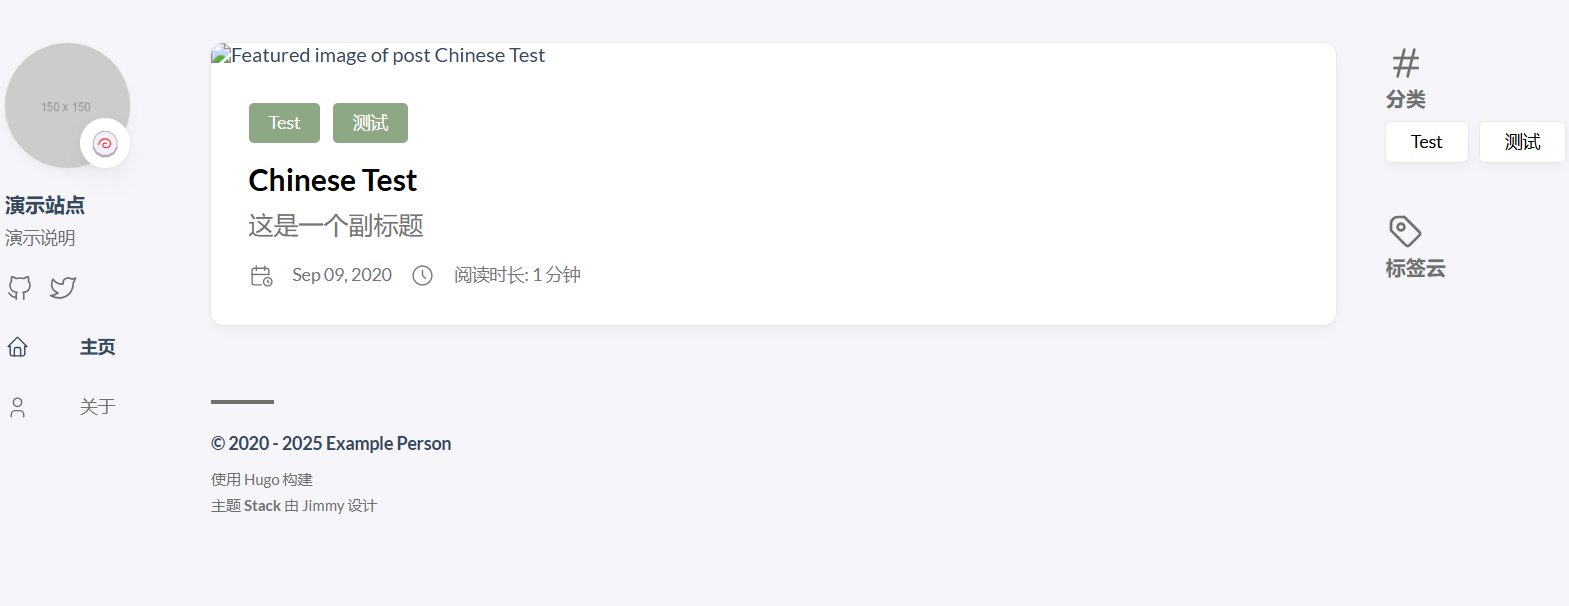 150 x 150
演示站点
演示说明
主页
关于
Featured image of post Chinese Test
Test 测试
Chinese Test
这是一个副标题
Sep 09, 2020 阅读时长: 1 分钟
© 2020 - 2025 Example Person
使用 Hugo 构建
主题 Stack 由 Jimmy 设计
分类
Test 测试
标签云